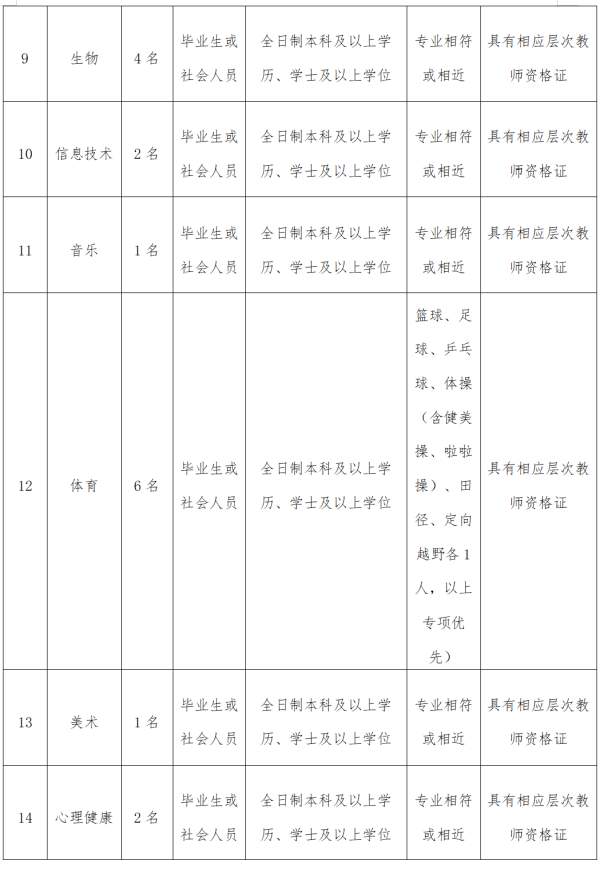 9 生物 4 名 毕业生或社会人员 全日制本科及以上学历、学士及以上学位 专业相符或相近 具有相应层次教师资格证
10 信息技术 2 名 毕业生或社会人员 全日制本科及以上学历、学士及以上学位 专业相符或相近 具有相应层次教师资格证
11 音乐 1 名 毕业生或社会人员 全日制本科及以上学历、学士及以上学位 专业相符或相近 具有相应层次教师资格证
12 体育 6 名 毕业生或社会人员 全日制本科及以上学历、学士及以上学位 篮球、足球、乒乓球、体操（含健美操、啦啦操）、田径、定向越野各 1 人，以上专项优先） 具有相应层次教师资格证
13 美术 1 名 毕业生或社会人员 全日制本科及以上学历、学士及以上学位 专业相符或相近 具有相应层次教师资格证
14 心理健康 2 名 毕业生或社会人员 全日制本科及以上学历、学士及以上学位 专业相符或相近 具有相应层次教师资格证